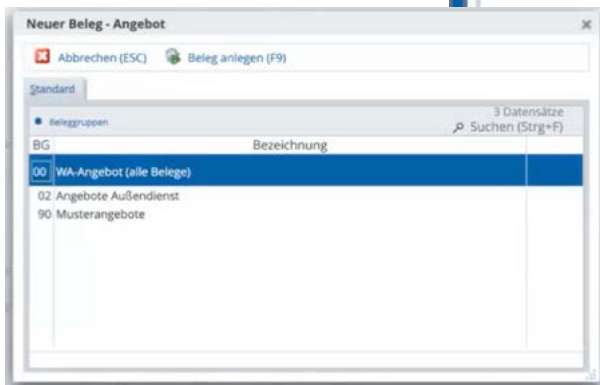 Neuer Beleg - Angebot
Abbrechen (ESC) Beleg anlegen (F9)
Standard
Beleggruppen 3 Datensätze
Suchen (Strg+F)
BG Bezeichnung
00 WA-Angebot (alle Belege)
02 Angebote Außendienst
90 Musterangebote